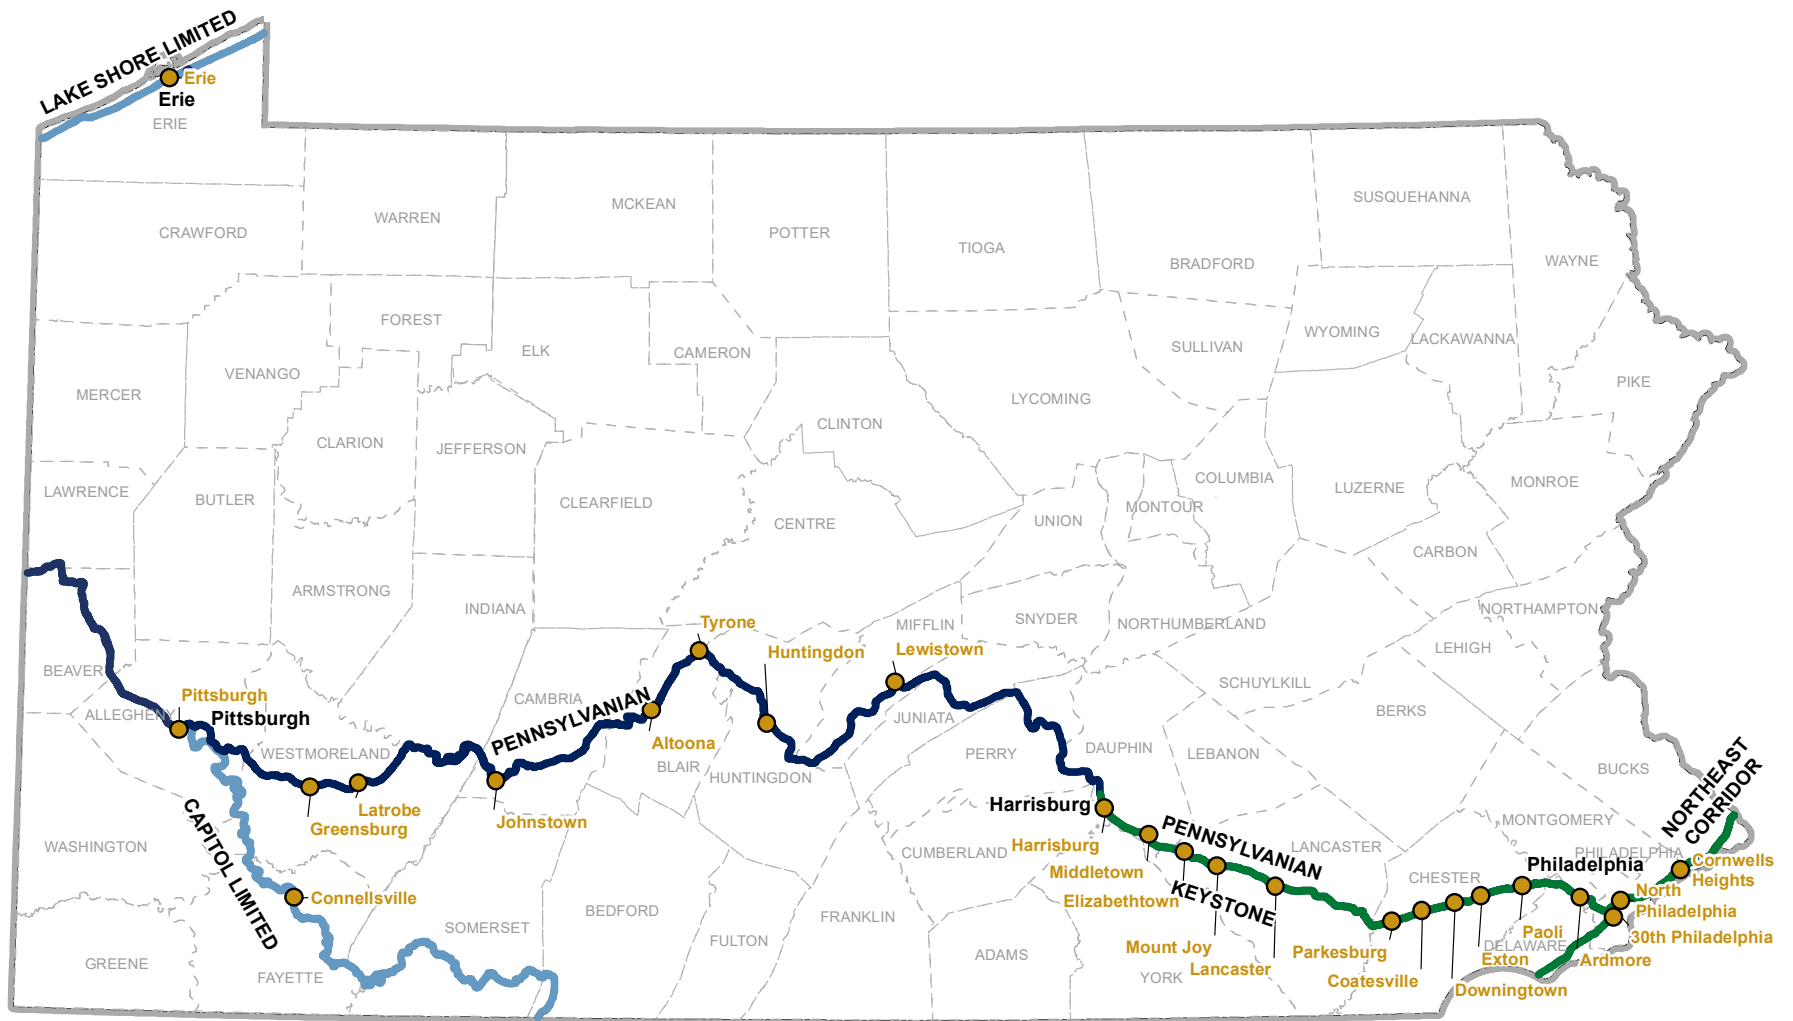 LAKE SHORE LIMITED
Erie
Erie
ERIE
CRAWFORD
WARREN
MCKEAN
POTTER
TIOGA
BRADFORD
SUSQUEHANNA
WAYNE
FOREST
ELK
CAMERON
SULLIVAN
WYOMING
LACKAWANNA
PIKE
MERCER
VENANGO
CLARION
JEFFERSON
CLINTON
LYCOMING
LAWRENCE
BUTLER
CLEARFIELD
CENTRE
UNION
MONTOUR
COLUMBIA
LUZERNE
MONROE
CARBON
ARMSTRONG
INDIANA
MIFFLIN
SNYDER
NORTHUMBERLAND
NORTHAMPTON
LEHIGH
Tyrone
Huntingdon
Lewistown
BEAVER
Pittsburgh
ALLEGHENY
Pittsburgh
CAMBRIA
PENNSYLVANIAN
SCHUYLKILL
BERKS
JUNIATA
WESTMORELAND
Altoona
BLAIR
HUNTINGDON
PERRY
DAUPHIN
LEBANON
BUCKS
NORTHEAST
CORRIDOR
Latrobe
Greensburg
Johnstown
Harrisburg
Harrisburg
PENNSYLVANIAN
MONTGOMERY
WASHINGTON
CAPITOL LIMITED
CUMBERLAND
Middletown
LANCASTER
PHILADELPHIA
Philadelphia
Cornwells
Heights
CHESTER
Connellsville
Elizabethtown
KEYSTONE
North
Philadelphia
SOMERSET
BEDFORD
FULTON
FRANKLIN
ADAMS
YORK
Mount Joy
Lancaster
Parkesburg
Coatesville
Downingtown
Exton
Paoli
DELAWARE
Ardmore
30th Philadelphia
GREENE
FAYETTE